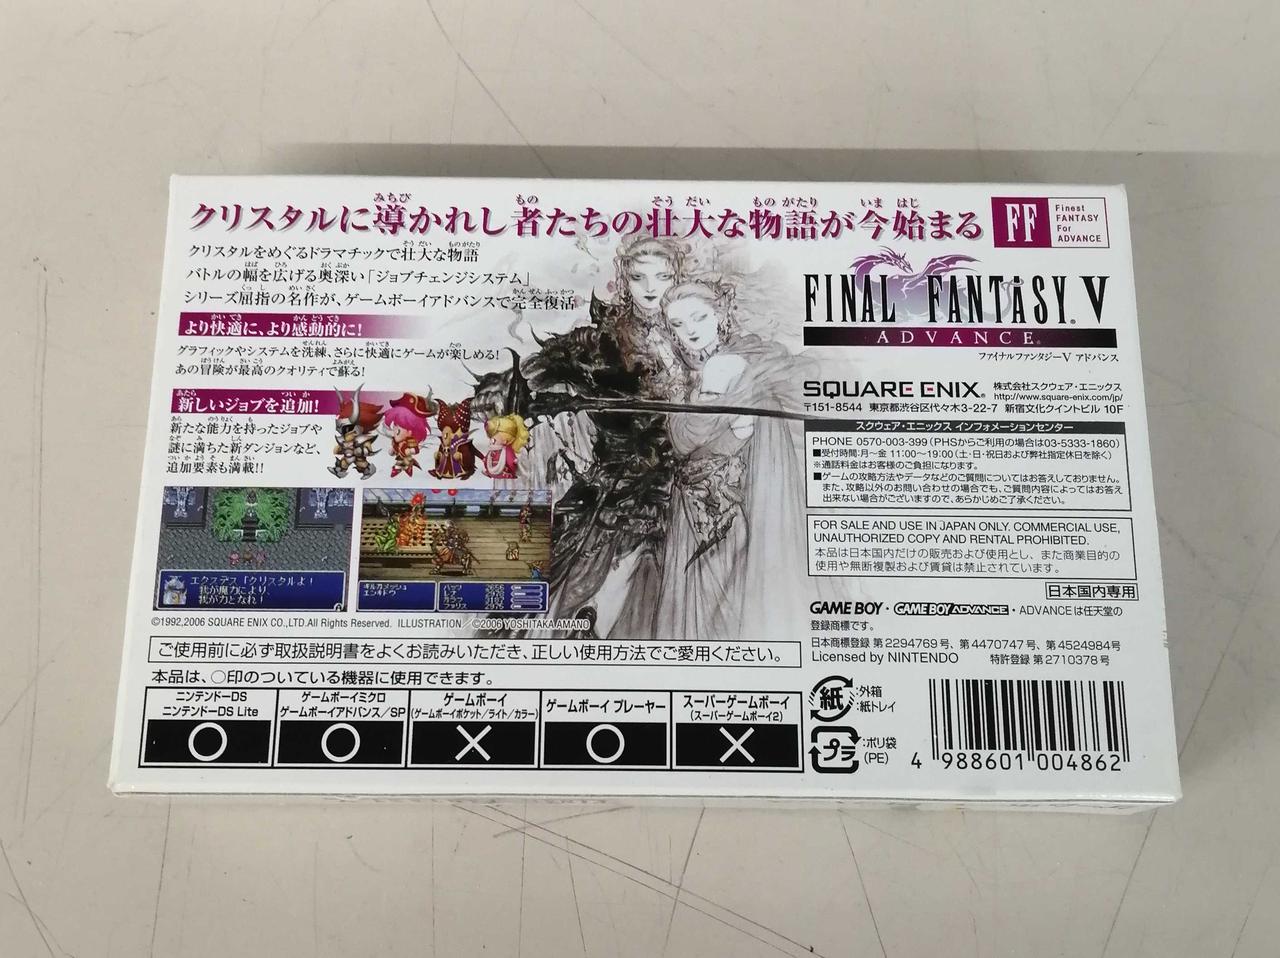 クリスタルに導かれし者たちの壮大な物語が今始まる
クリスタルをめぐるドラマチックで壮大な物語
バトルの幅を広げる奥深い「ジョブチェンジシステム」
シリーズ屈指の名作が、ゲームボーイアドバンスで完全復活
より快適に、より感動的に!
グラフィックやシステムを洗練、さらに快適にゲームが楽しめる!
あの冒険が最高のクオリティで蘇る!
新しいジョブを追加!
新たな能力を持ったジョブや
謎に満ちた新ダンジョンなど、
追加要素も満載!!
エクスデス「クリスタルよ!
我が魔力により、
我が力となれ!
ギルガメッシュ
エンキドウ
バッツ 2656
レナ 2978
ガラフ 3187
ファリス 2975
©1992,2006 SQUARE ENIX CO.,LTD.All Rights Reserved. ILLUSTRATION/©2006 YOSHITAKA AMANO
ご使用前に必ず取扱説明書をよくお読みいただき、正しい使用方法でご愛用ください。
本品は、○印のついている機器に使用できます。
ニンテンドーDS
ニンテンドーDS Lite
ゲームボーイミクロ
ゲームボーイアドバンス/SP
ゲームボーイ
(ゲームボーイポケット/ライト/カラー)
ゲームボーイ プレーヤー
スーパーゲームボーイ
(スーパーゲームボーイ2)
FF
Finest
FANTASY
For
ADVANCE
FINAL FANTASY® V
ADVANCE®
ファイナルファンタジーV アドバンス
SQUARE ENIX®
株式会社スクウェア・エニックス
http://www.square-enix.com/jp/
〒151-8544 東京都渋谷区代々木3-22-7 新宿文化クイントビル 10F
スクウェア・エニックス インフォメーションセンター
PHONE 0570-003-399 (PHSからご利用の場合は03-5333-1860)
■受付時間:月～金 11:00～19:00(土・日・祝日および弊社指定休日を除く)
※通話料金はお客様のご負担になります。
■ゲームの攻略方法やデータなどのご質問についてはお答えしておりません。
また、攻略以外のお問い合わせの場合でも、ご質問内容によってはお答え
出来ない場合がございますので、あらかじめご了承ください。
FOR SALE AND USE IN JAPAN ONLY. COMMERCIAL USE,
UNAUTHORIZED COPY AND RENTAL PROHIBITED.
本品は日本国内だけの販売および使用とし、また商業目的の
使用や無断複製および賃貸は禁止されています。
日本国内専用
GAME BOY・GAME BOY ADVANCE・ADVANCE は任天堂の
登録商標です。
日本商標登録 第2294769号、第4470747号、第4524984号
Licensed by NINTENDO 特許登録 第2710378号
紙
:外箱
:紙トレイ
プラ
:ポリ袋
(PE)
4 988601 004862